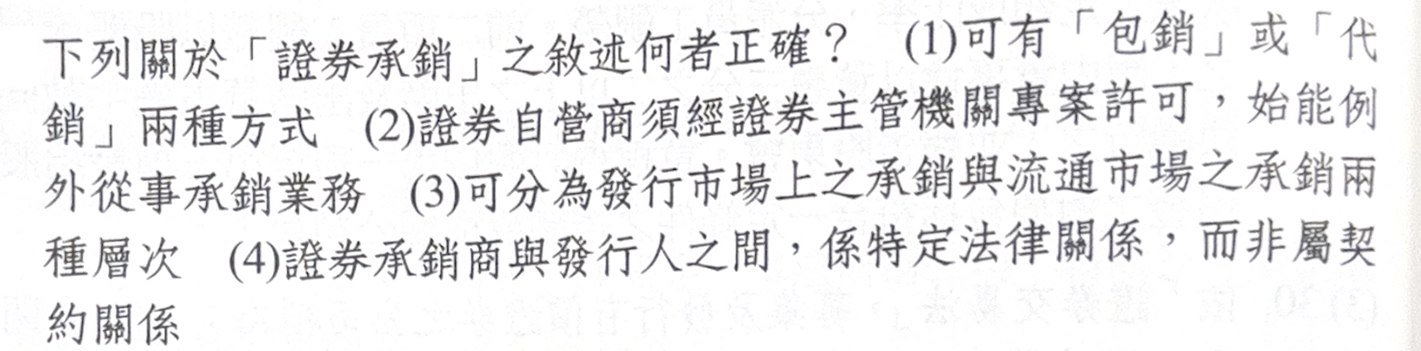 下列關於「證券承銷」之敘述何者正確？　(1)可有「包銷」或「代
銷」兩種方式　(2)證券自營商須經證券主管機關專案許可，始能例
外從事承銷業務　(3)可分為發行市場上之承銷與流通市場之承銷兩
種層次　(4)證券承銷商與發行人之間，係特定法律關係，而非屬契
約關係